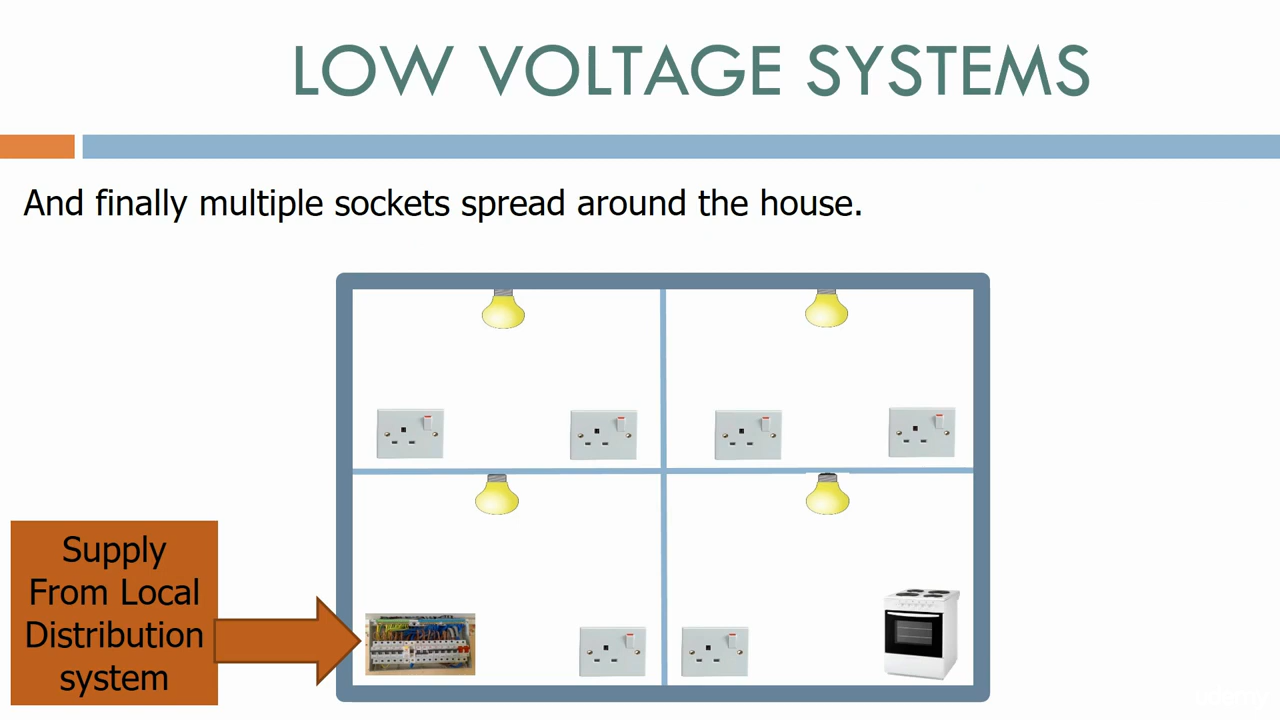 LOW VOLTAGE SYSTEMS
And finally multiple sockets spread around the house.
Supply
From Local
Distribution
system